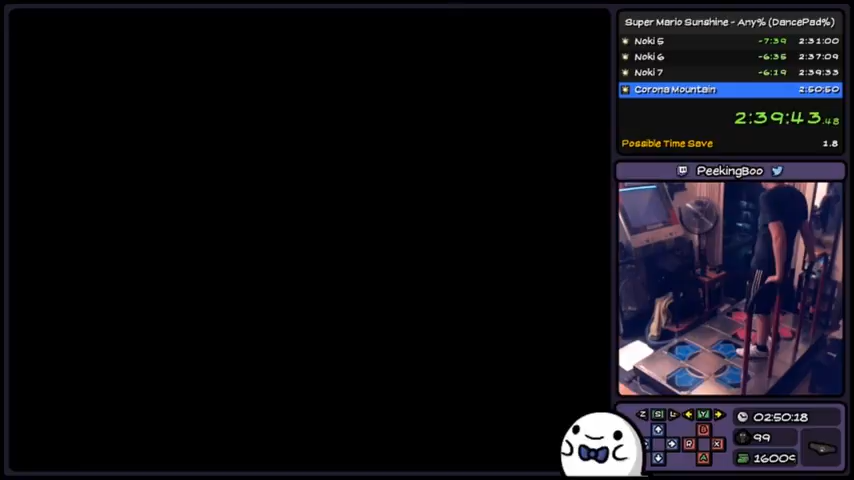 Super Mario Sunshine - Any% (DancePad%)
Noki 5 -7:39 2:31:00
Noki 6 -6:35 2:37:09
Noki 7 -6:19 2:39:33
Corona Mountain 2:50:50
2:39:43.48
Possible Time Save 1.8
PeekingBoo
Z S L Y
02:50:18
B
99
R X
A
1600